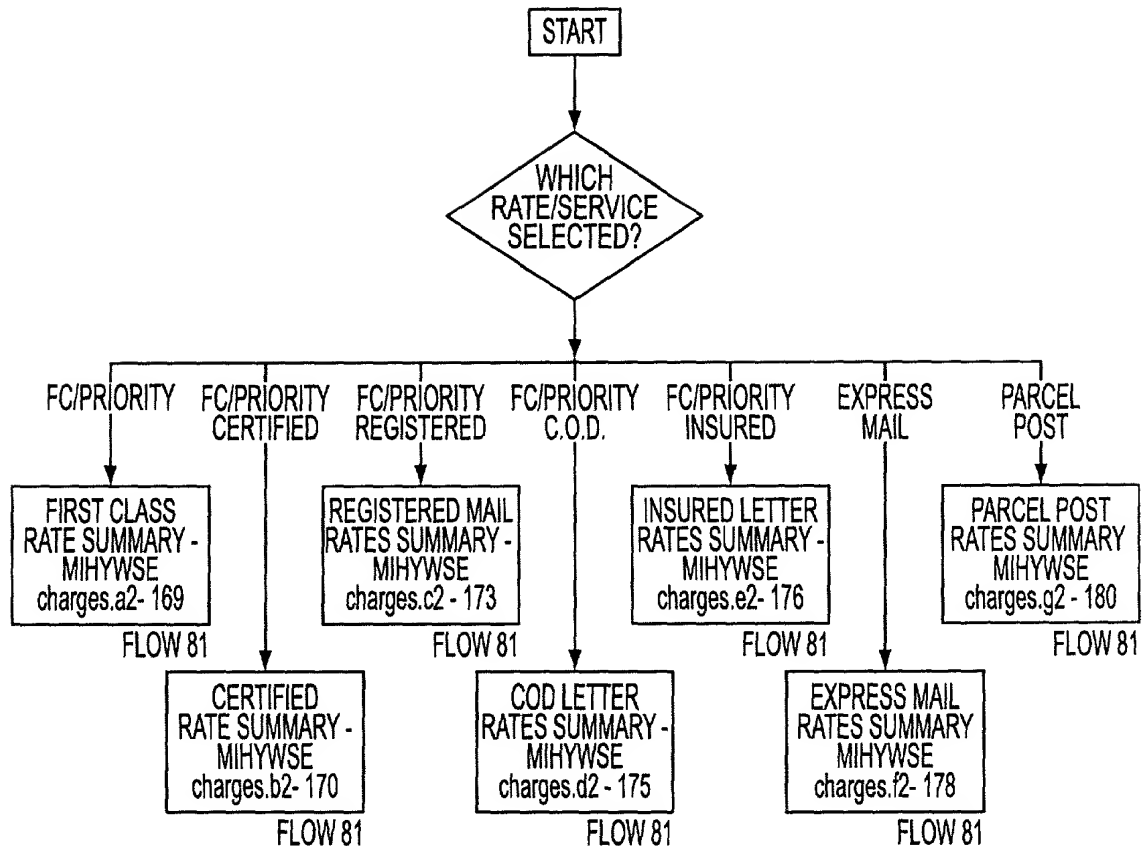 START
WHICH
RATE/SERVICE
SELECTED?
FC/PRIORITY
FC/PRIORITY
CERTIFIED
FC/PRIORITY
REGISTERED
FC/PRIORITY
C.O.D.
FC/PRIORITY
INSURED
EXPRESS
MAIL
PARCEL
POST
FIRST CLASS
RATE SUMMARY -
MIHYWSE
charges.a2- 169
FLOW 81
REGISTERED MAIL
RATES SUMMARY -
MIHYWSE
charges.c2 - 173
FLOW 81
INSURED LETTER
RATES SUMMARY -
MIHYWSE
charges.e2- 176
FLOW 81
PARCEL POST
RATES SUMMARY
MIHYWSE
charges.g2 - 180
FLOW 81
CERTIFIED
RATE SUMMARY -
MIHYWSE
charges.b2- 170
FLOW 81
COD LETTER
RATES SUMMARY -
MIHYWSE
charges.d2 - 175
FLOW 81
EXPRESS MAIL
RATES SUMMARY
MIHYWSE
charges.f2- 178
FLOW 81